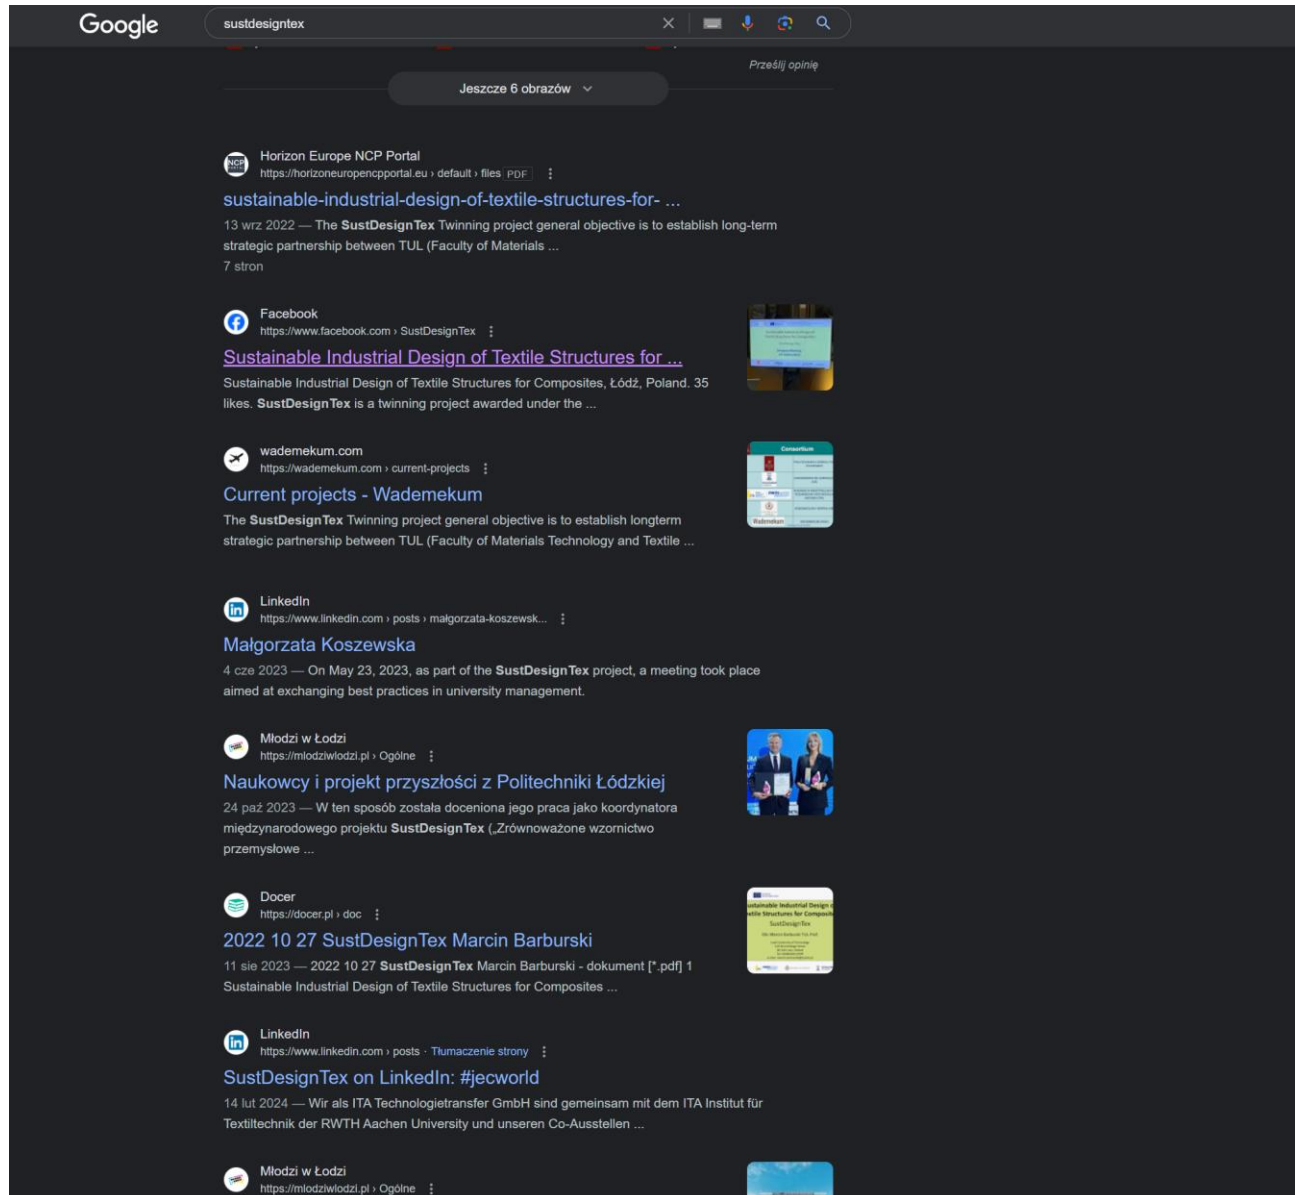 Google
sustdesigntex
Prześlij opinię
Jeszcze 6 obrazów
NCP
Horizon Europe NCP Portal
https://horizoneuropencpportal.eu › default › files PDF
sustainable-industrial-design-of-textile-structures-for- ...
13 wrz 2022 — The SustDesignTex Twinning project general objective is to establish long-term
strategic partnership between TUL (Faculty of Materials ...
7 stron
Facebook
https://www.facebook.com › SustDesignTex
Sustainable Industrial Design of Textile Structures for ...
Sustainable Industrial Design of Textile Structures for Composites, Łódź, Poland. 35
likes. SustDesignTex is a twinning project awarded under the ...
wademekum.com
https://wademekum.com › current-projects
Current projects - Wademekum
The SustDesignTex Twinning project general objective is to establish longterm
strategic partnership between TUL (Faculty of Materials Technology and Textile ...
Consortium
LinkedIn
https://www.linkedin.com › posts › małgorzata-koszewsk...
Małgorzata Koszewska
4 cze 2023 — On May 23, 2023, as part of the SustDesignTex project, a meeting took place
aimed at exchanging best practices in university management.
Młodzi w Łodzi
https://mlodziwlodzi.pl › Ogólne
Naukowcy i projekt przyszłości z Politechniki Łódzkiej
24 paź 2023 — W ten sposób została doceniona jego praca jako koordynatora
międzynarodowego projektu SustDesignTex („Zrównoważone wzornictwo
przemysłowe ...
Docer
https://docer.pl › doc
2022 10 27 SustDesignTex Marcin Barburski
11 sie 2023 — 2022 10 27 SustDesignTex Marcin Barburski - dokument [*.pdf] 1
Sustainable Industrial Design of Textile Structures for Composites ...
ustainable Industrial Design o
xtile Structures for Composit
SustDesignTex
LinkedIn
https://www.linkedin.com › posts · Tłumaczenie strony
SustDesignTex on LinkedIn: #jecworld
14 lut 2024 — Wir als ITA Technologietransfer GmbH sind gemeinsam mit dem ITA Institut für
Textiltechnik der RWTH Aachen University und unseren Co-Ausstellen ...
Młodzi w Łodzi
https://mlodziwlodzi.pl › Ogólne